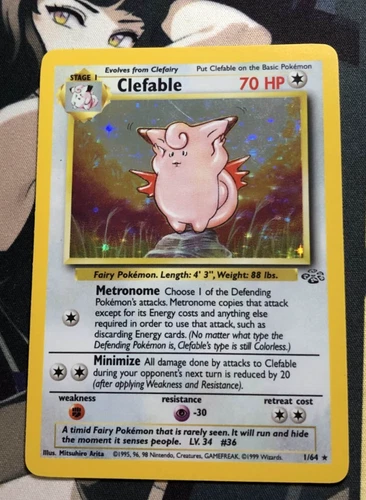 Evolves from Clefairy Put Clefable on the Basic Pokémon
STAGE 1
Clefable 70 HP
Fairy Pokémon. Length: 4' 3", Weight: 88 lbs.
Metronome Choose 1 of the Defending
Pokémon's attacks. Metronome copies that attack
except for its Energy costs and anything else
required in order to use that attack, such as
discarding Energy cards. (No matter what type the
Defending Pokémon is, Clefable's type is still Colorless.)
Minimize All damage done by attacks to Clefable
during your opponent's next turn is reduced by 20
(after applying Weakness and Resistance).
weakness resistance retreat cost
-30
A timid Fairy Pokémon that is rarely seen. It will run and hide
the moment it senses people. LV. 34 #36
Illus. Mitsuhiro Arita ©1995, 96, 98 Nintendo, Creatures, GAMEFREAK. ©1999 Wizards. 1/64 ★